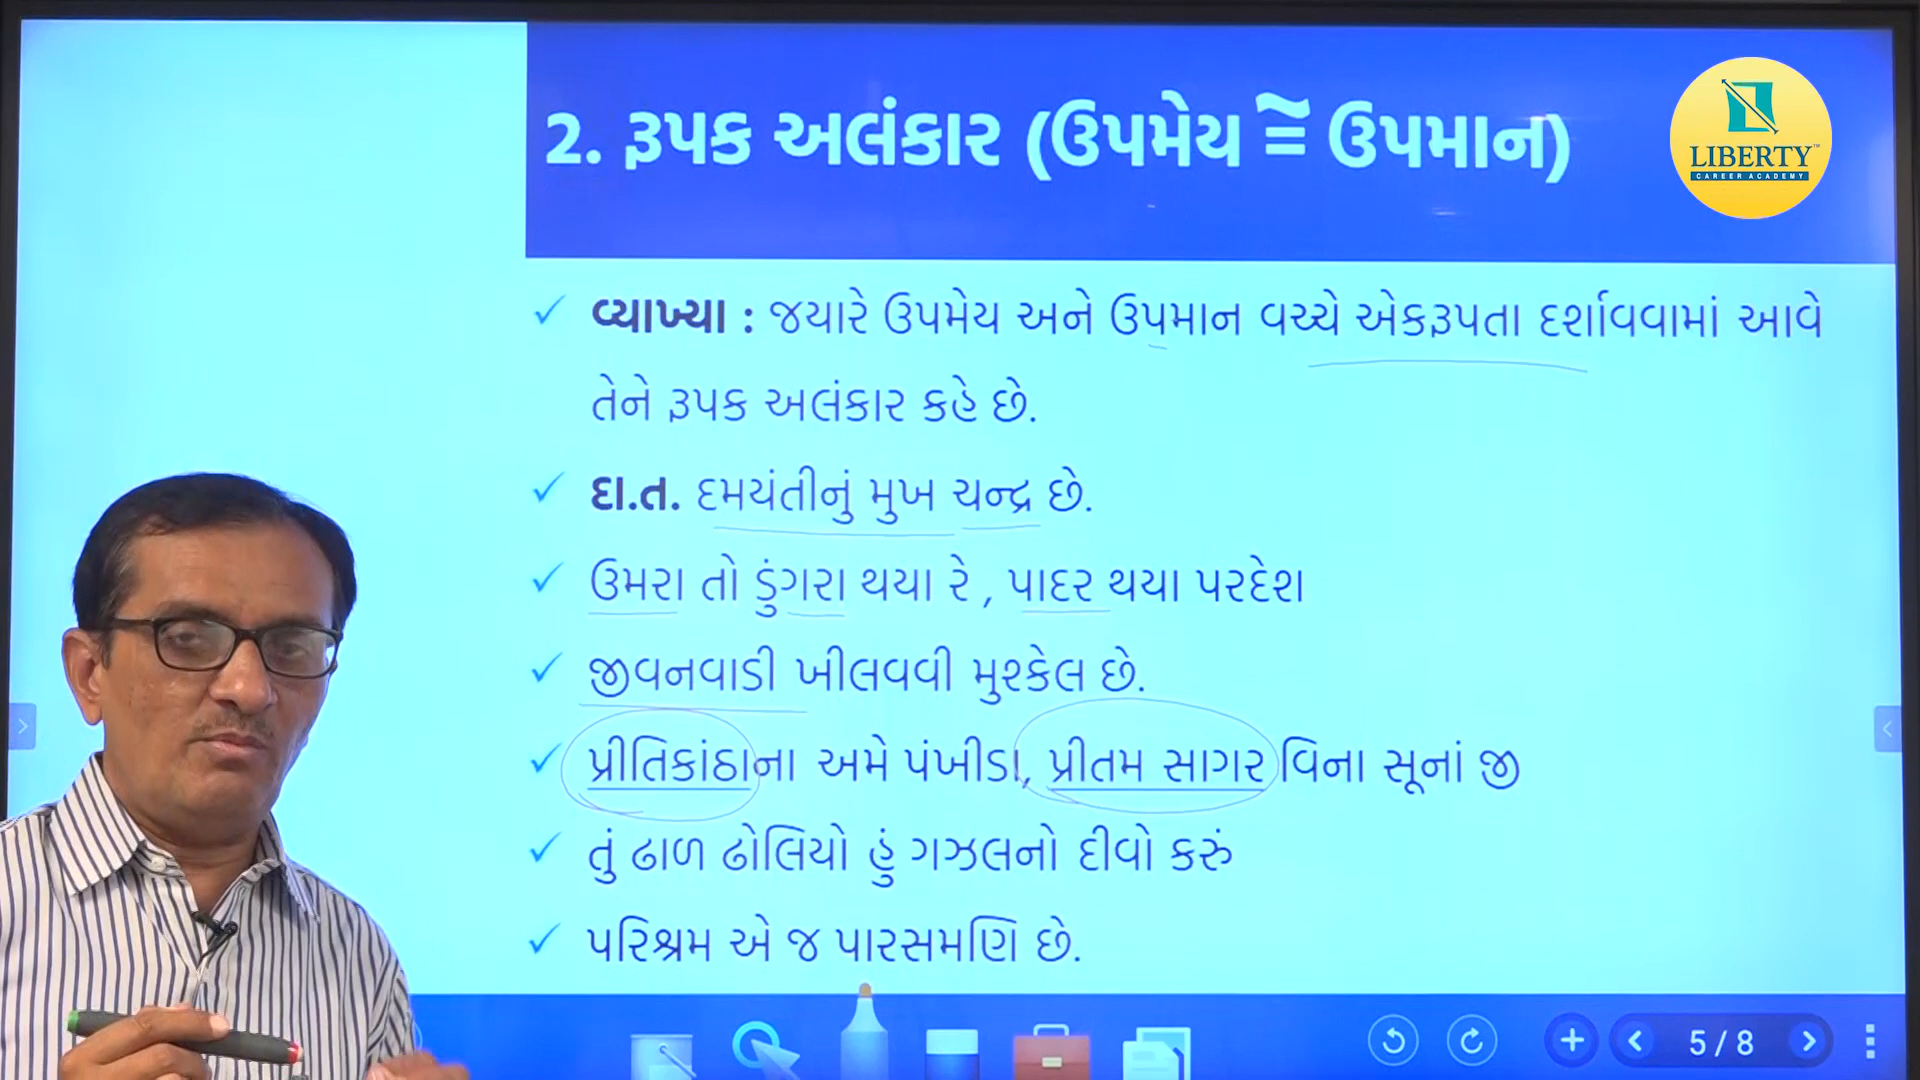 2. રૂપક અલંકાર (ઉપમેય ≅ ઉપમાન)
LIBERTY™
CAREER ACADEMY
વ્યાખ્યા : જયારે ઉપમેય અને ઉપમાન વચ્ચે એકરૂપતા દર્શાવવામાં આવે
તેને રૂપક અલંકાર કહે છે.
દા.ત. દમયંતીનું મુખ ચન્દ્ર છે.
ઉમરા તો ડુંગરા થયા રે , પાદર થયા પરદેશ
જીવનવાડી ખીલવવી મુશ્કેલ છે.
પ્રીતિકાંઠાના અમે પંખીડા, પ્રીતમ સાગર વિના સૂનાં જી
તું ઢાળ ઢોલિયો હું ગઝલનો દીવો કરું
પરિશ્રમ એ જ પારસમણિ છે.
5 / 8